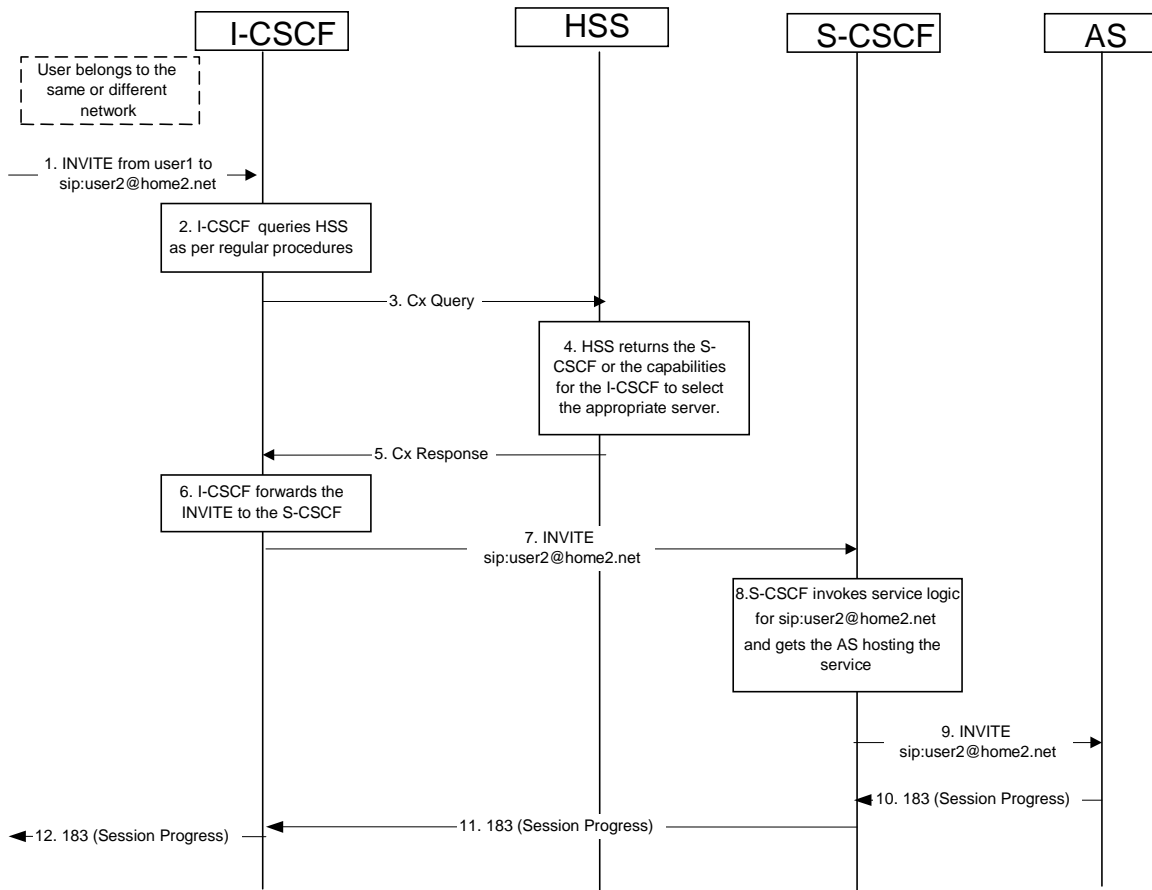 I-CSCF
HSS
S-CSCF
AS
User belongs to the
same or different
network
1. INVITE from user1 to
sip:user2@home2.net
2. I-CSCF queries HSS
as per regular procedures
3. Cx Query
4. HSS returns the S-
CSCF or the capabilities
for the I-CSCF to select
the appropriate server.
5. Cx Response
6. I-CSCF forwards the
INVITE to the S-CSCF
7. INVITE
sip:user2@home2.net
8.S-CSCF invokes service logic
for sip:user2@home2.net
and gets the AS hosting the
service
9. INVITE
sip:user2@home2.net
10. 183 (Session Progress)
11. 183 (Session Progress)
12. 183 (Session Progress)